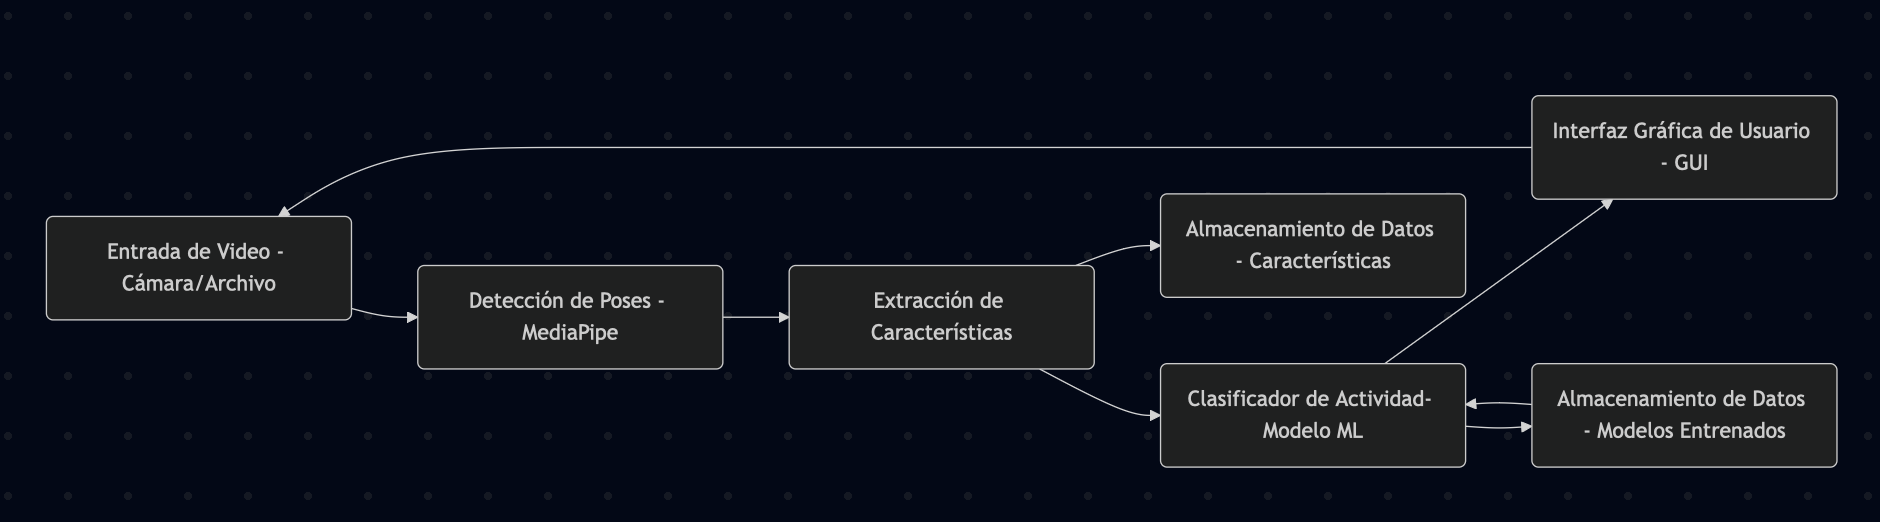 Entrada de Video -
Cámara/Archivo
Detección de Poses -
MediaPipe
Extracción de
Características
Almacenamiento de Datos
- Características
Clasificador de Actividad-
Modelo ML
Interfaz Gráfica de Usuario
- GUI
Almacenamiento de Datos
- Modelos Entrenados